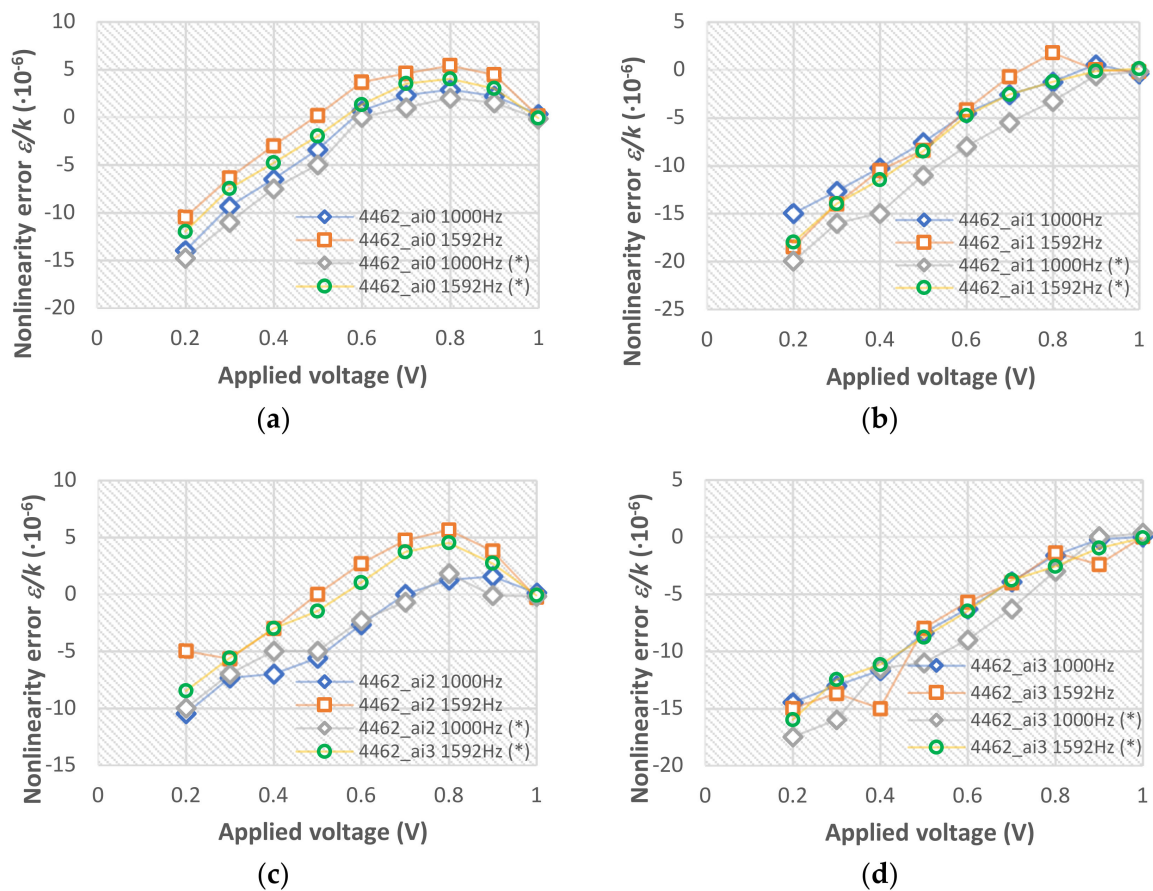 Nonlinearity error ε/k (·10⁻⁶)
10
5
0
-5
-10
-15
-20
4462_ai0 1000Hz
4462_ai0 1592Hz
4462_ai0 1000Hz (*)
4462_ai0 1592Hz (*)
0 0.2 0.4 0.6 0.8 1
Applied voltage (V)
(a)
Nonlinearity error ε/k (·10⁻⁶)
5
0
-5
-10
-15
-20
-25
4462_ai1 1000Hz
4462_ai1 1592Hz
4462_ai1 1000Hz (*)
4462_ai1 1592Hz (*)
0 0.2 0.4 0.6 0.8 1
Applied voltage (V)
(b)
Nonlinearity error ε/k (·10⁻⁶)
10
5
0
-5
-10
-15
4462_ai2 1000Hz
4462_ai2 1592Hz
4462_ai2 1000Hz (*)
4462_ai3 1592Hz (*)
0 0.2 0.4 0.6 0.8 1
Applied voltage (V)
(c)
Nonlinearity error ε/k (·10⁻⁶)
5
0
-5
-10
-15
-20
4462_ai3 1000Hz
4462_ai3 1592Hz
4462_ai3 1000Hz (*)
4462_ai3 1592Hz (*)
0 0.2 0.4 0.6 0.8 1
Applied voltage (V)
(d)